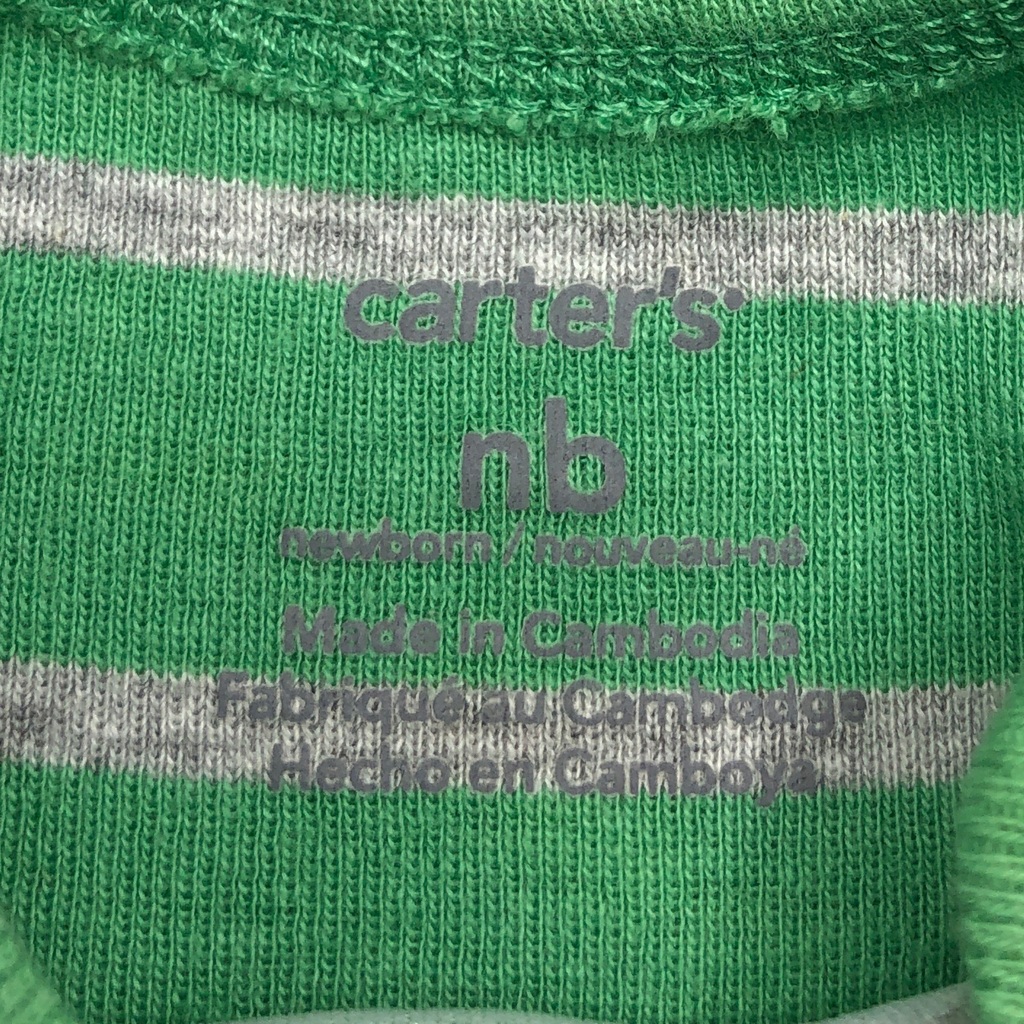 carter's
nb
newborn / nouveau-né
Made in Cambodia
Fabriqué au Cambodge
Hecho en Camboya